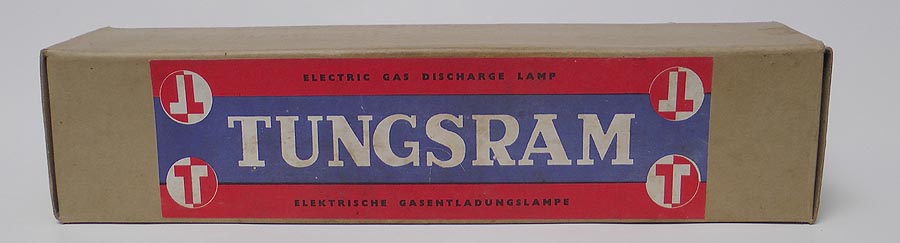 ELECTRIC GAS DISCHARGE LAMP
TUNGSRAM
ELEKTRISCHE GASENTLADUNGSLAMPE